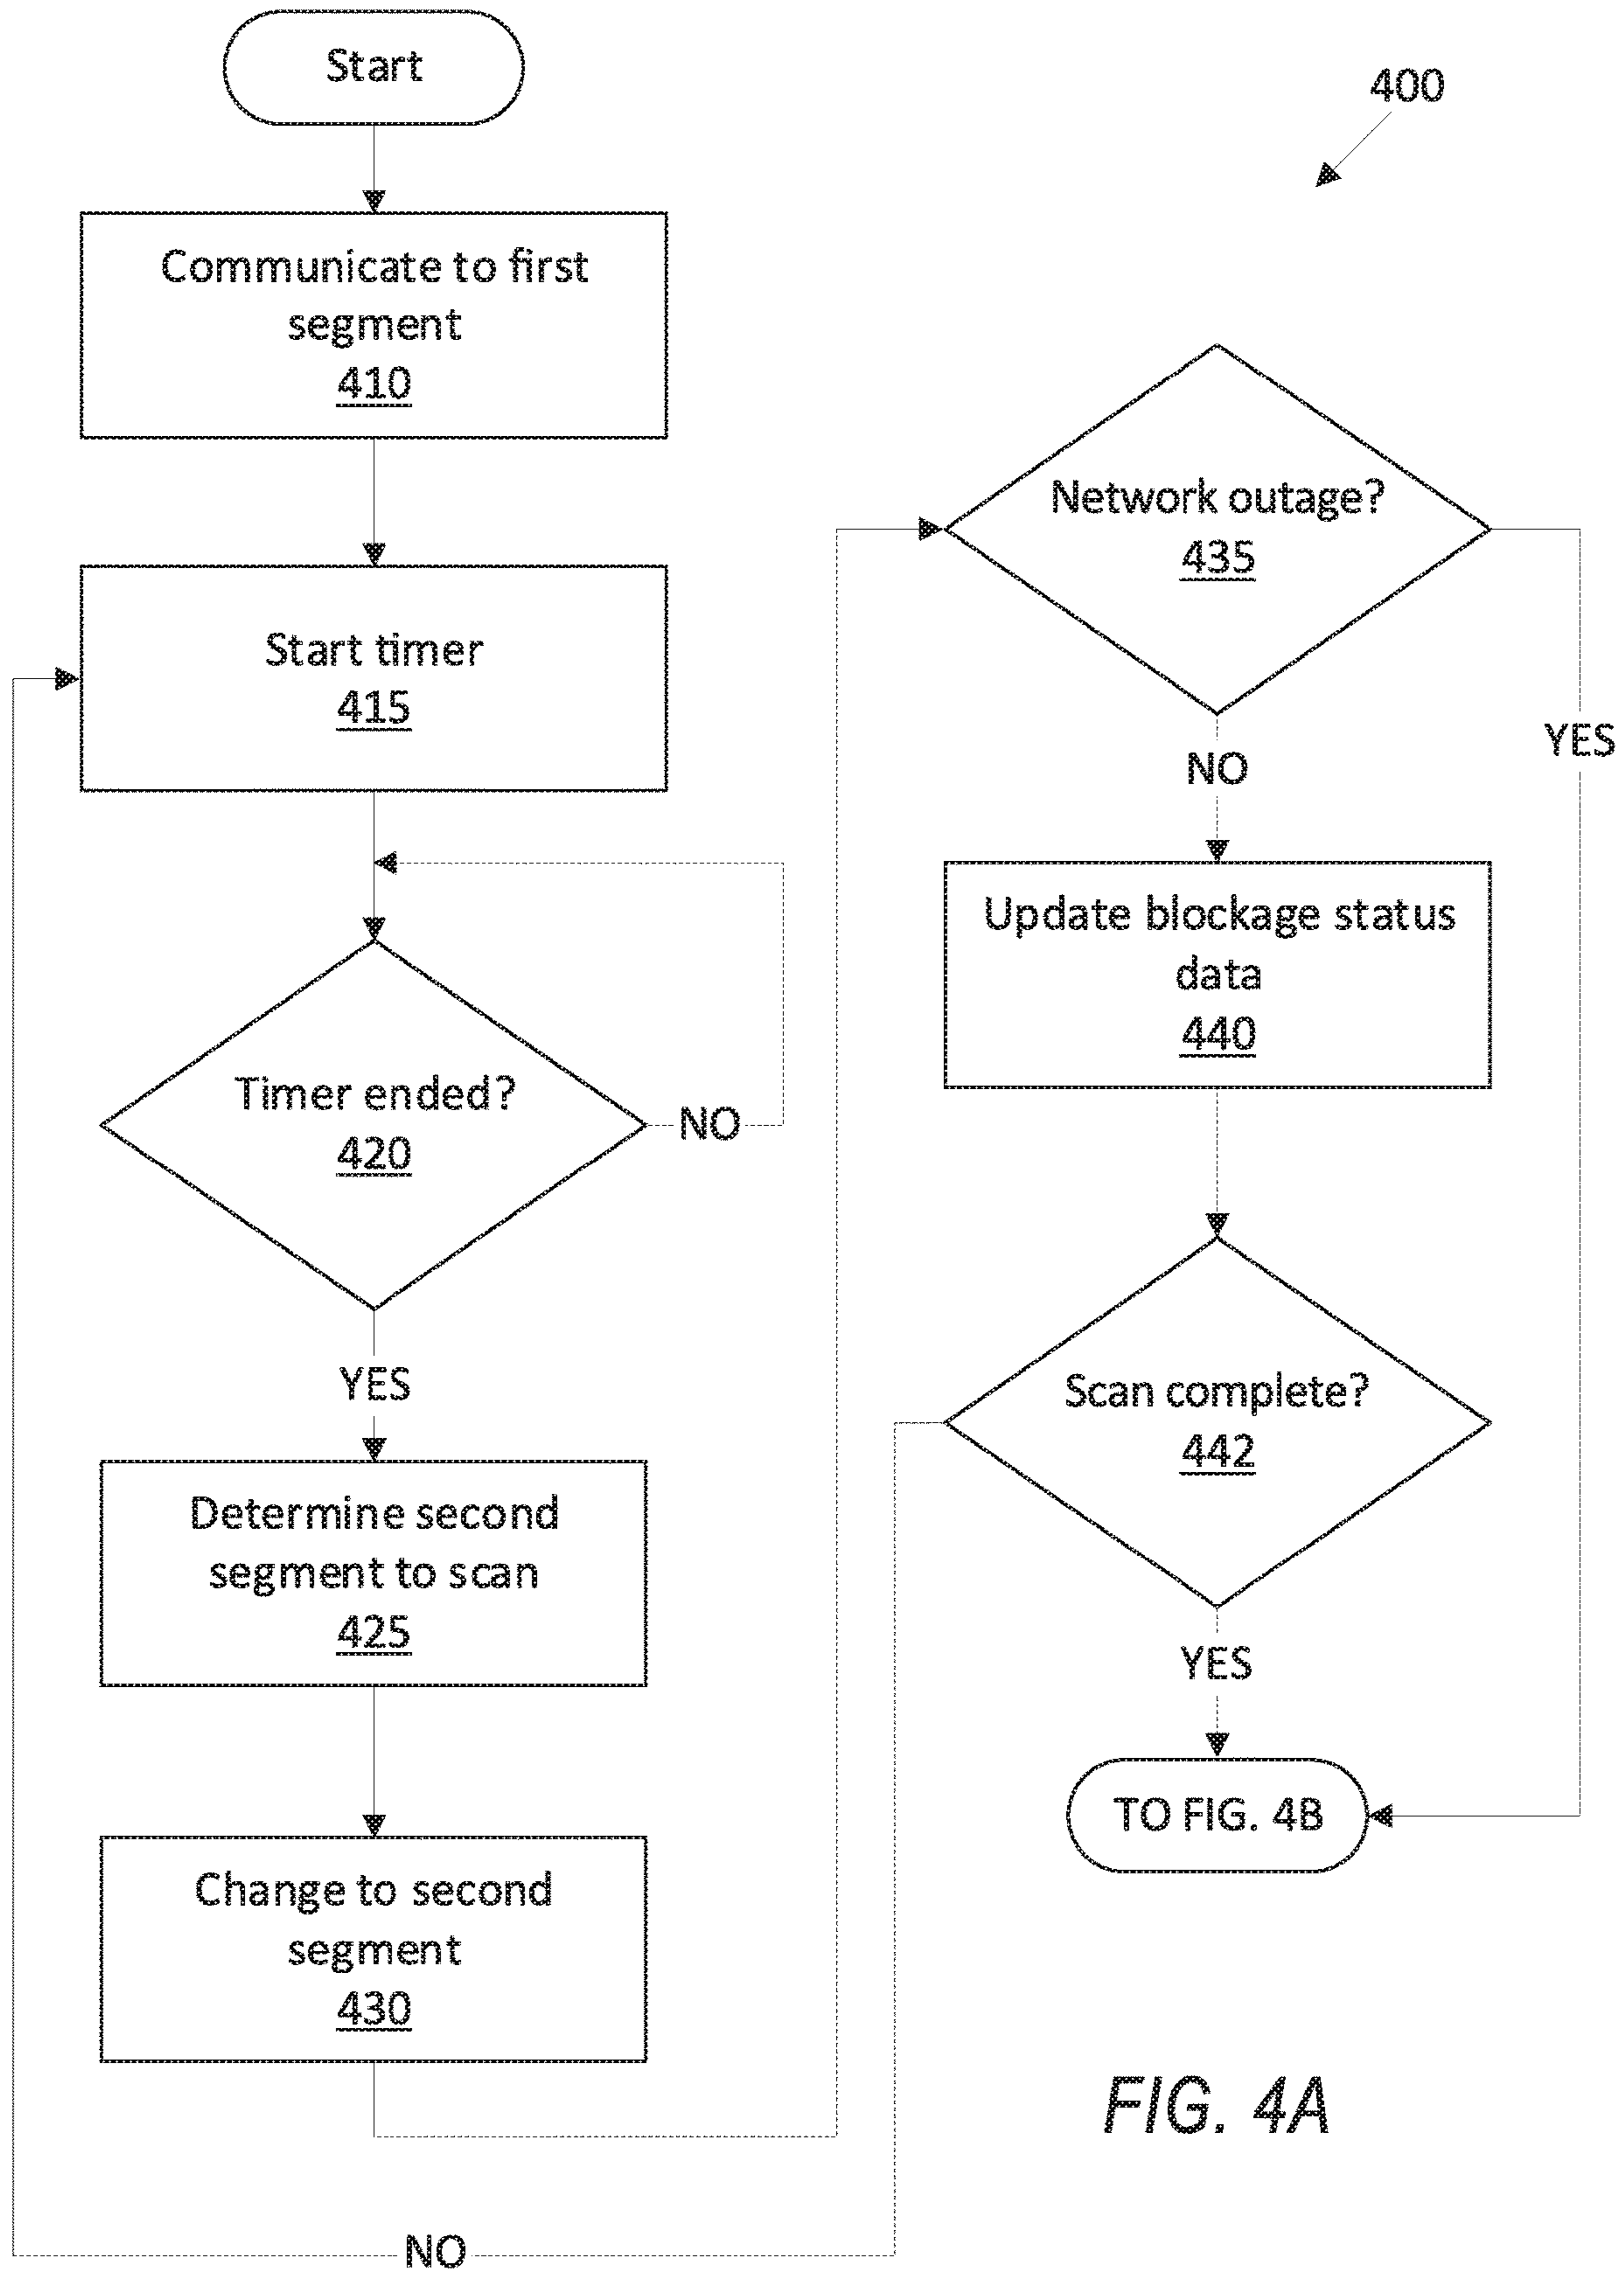 Start
400
Communicate to first
segment
410
Start timer
415
Timer ended?
420
NO
YES
Determine second
segment to scan
425
Change to second
segment
430
Network outage?
435
NO
YES
Update blockage status
data
440
Scan complete?
442
YES
TO FIG. 4B
NO
FIG. 4A